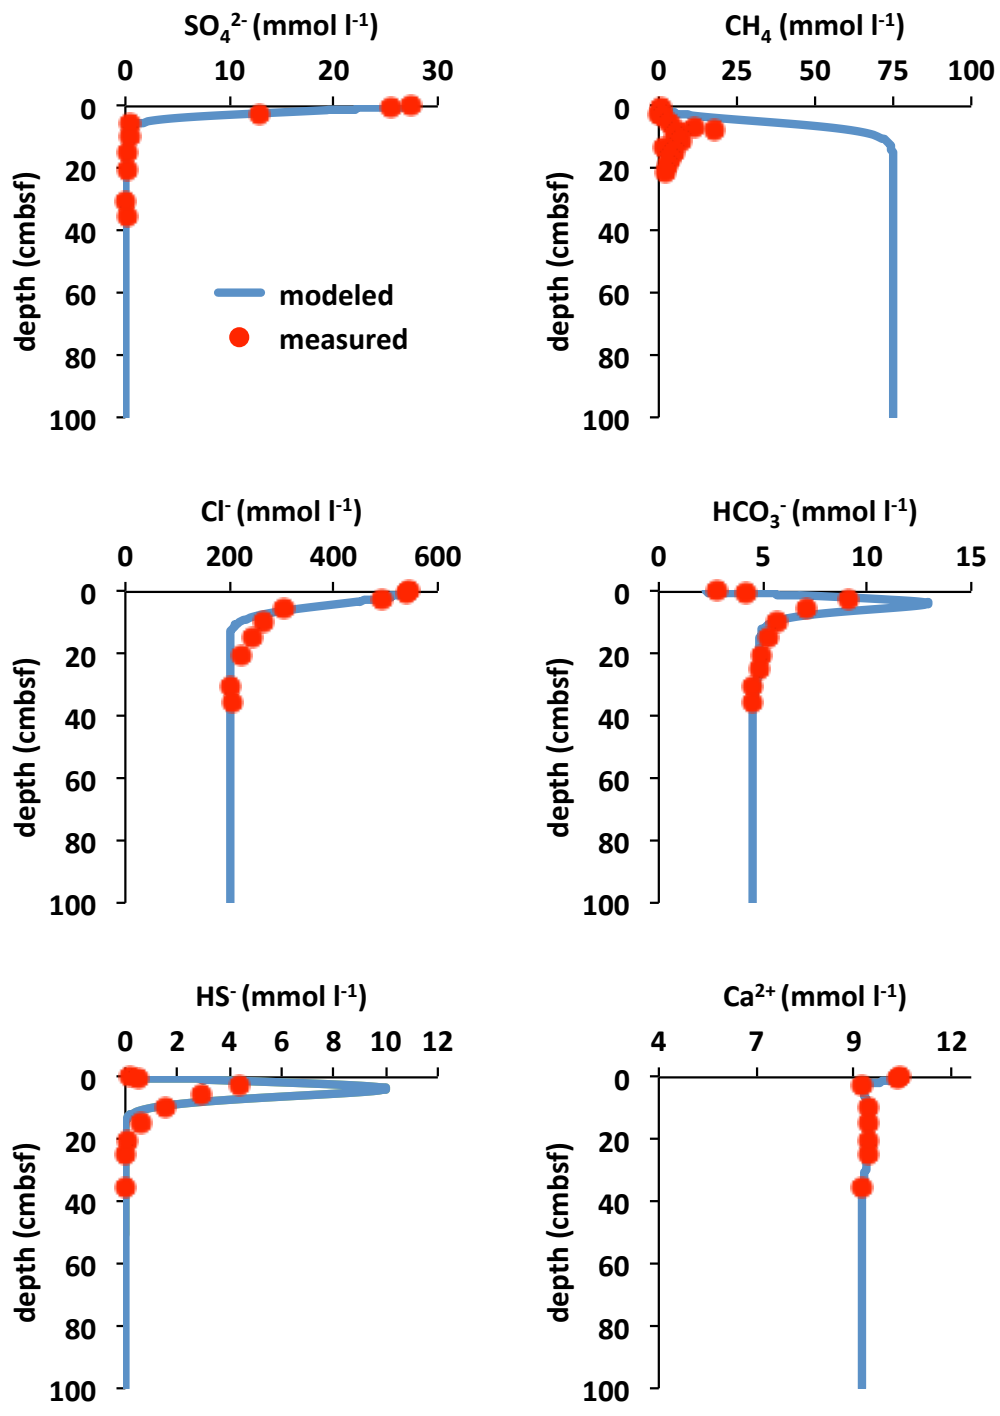 SO₄²⁻ (mmol l⁻¹)
0 10 20 30
0
20
40
60
80
100
depth (cmbsf)
modeled
measured
CH₄ (mmol l⁻¹)
0 25 50 75 100
0
20
40
60
80
100
depth (cmbsf)
Cl⁻ (mmol l⁻¹)
0 200 400 600
0
20
40
60
80
100
depth (cmbsf)
HCO₃⁻ (mmol l⁻¹)
0 5 10 15
0
20
40
60
80
100
depth (cmbsf)
HS⁻ (mmol l⁻¹)
0 2 4 6 8 10 12
0
20
40
60
80
100
depth (cmbsf)
Ca²⁺ (mmol l⁻¹)
4 7 9 12
0
20
40
60
80
100
depth (cmbsf)